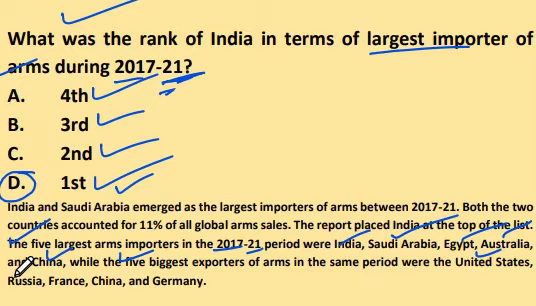 What was the rank of India in terms of largest importer of
arms during 2017-21?
A. 4th
B. 3rd
C. 2nd
D. 1st
India and Saudi Arabia emerged as the largest importers of arms between 2017-21. Both the two
countries accounted for 11% of all global arms sales. The report placed India at the top of the list.
The five largest arms importers in the 2017-21 period were India, Saudi Arabia, Egypt, Australia,
and China, while the five biggest exporters of arms in the same period were the United States,
Russia, France, China, and Germany.